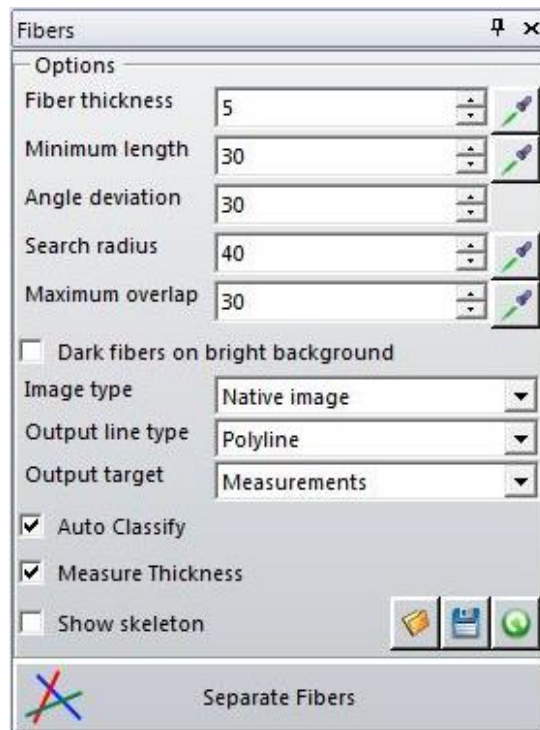 Fibers
Options
Fiber thickness 5
Minimum length 30
Angle deviation 30
Search radius 40
Maximum overlap 30
Dark fibers on bright background
Image type Native image
Output line type Polyline
Output target Measurements
Auto Classify
Measure Thickness
Show skeleton
Separate Fibers